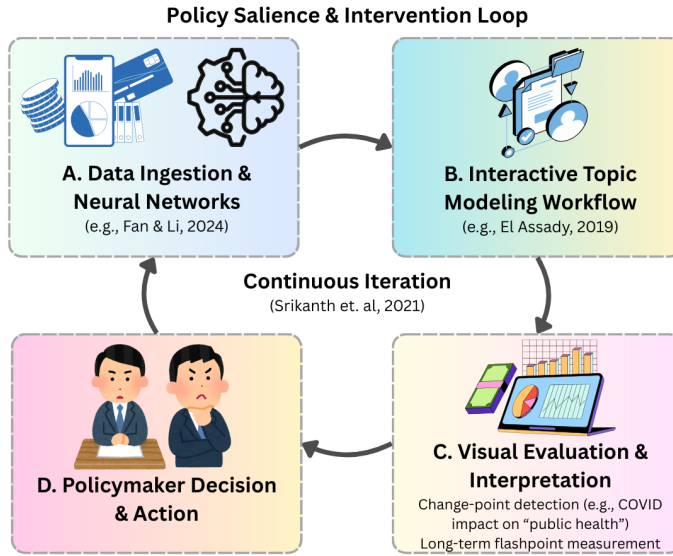 Policy Salience & Intervention Loop
A. Data Ingestion &
Neural Networks
(e.g., Fan & Li, 2024)
B. Interactive Topic
Modeling Workflow
(e.g., El Assady, 2019)
Continuous Iteration
(Srikanth et. al, 2021)
D. Policymaker Decision
& Action
C. Visual Evaluation &
Interpretation
Change-point detection (e.g., COVID
impact on “public health”)
Long-term flashpoint measurement